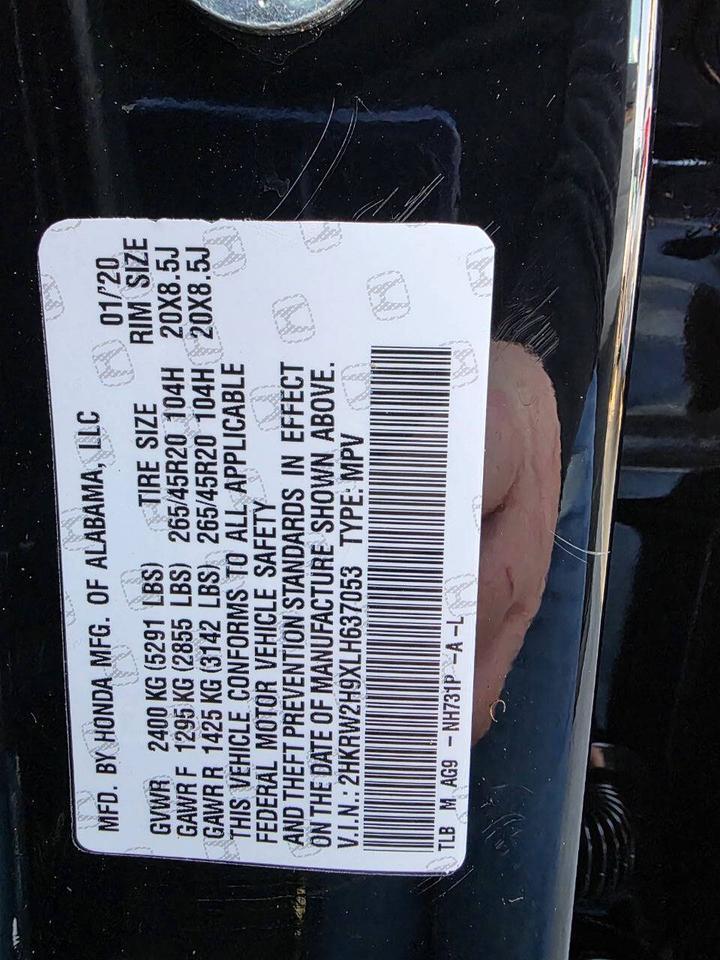 MFD. BY HONDA MFG. OF ALABAMA, LLC 01/'20
GVWR 2400 KG (5291 LBS) TIRE SIZE RIM SIZE
GAWR F 1295 KG (2855 LBS) 265/45R20 104H 20X8.5J
GAWR R 1425 KG (3142 LBS) 265/45R20 104H 20X8.5J
THIS VEHICLE CONFORMS TO ALL APPLICABLE
FEDERAL MOTOR VEHICLE SAFETY
AND THEFT PREVENTION STANDARDS IN EFFECT
ON THE DATE OF MANUFACTURE SHOWN ABOVE.
V.I.N.: 2HKRW2H9XLH637053 TYPE: MPV
TLB M AG9 - NH731P -A -L